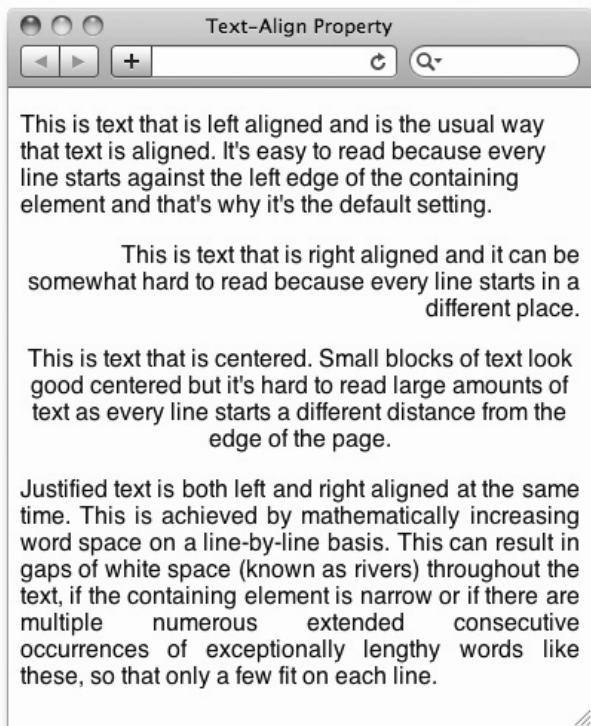 Text-Align Property
This is text that is left aligned and is the usual way
that text is aligned. It's easy to read because every
line starts against the left edge of the containing
element and that's why it's the default setting.
This is text that is right aligned and it can be
somewhat hard to read because every line starts in a
different place.
This is text that is centered. Small blocks of text look
good centered but it's hard to read large amounts of
text as every line starts a different distance from the
edge of the page.
Justified text is both left and right aligned at the same
time. This is achieved by mathematically increasing
word space on a line-by-line basis. This can result in
gaps of white space (known as rivers) throughout the
text, if the containing element is narrow or if there are
multiple numerous extended consecutive
occurrences of exceptionally lengthy words like
these, so that only a few fit on each line.